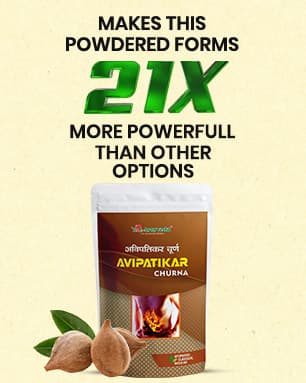 MAKES THIS
POWDERED FORMS
21X
MORE POWERFULL
THAN OTHER
OPTIONS
अविपत्तिकर चूर्ण
AVIPATIKAR
CHURNA